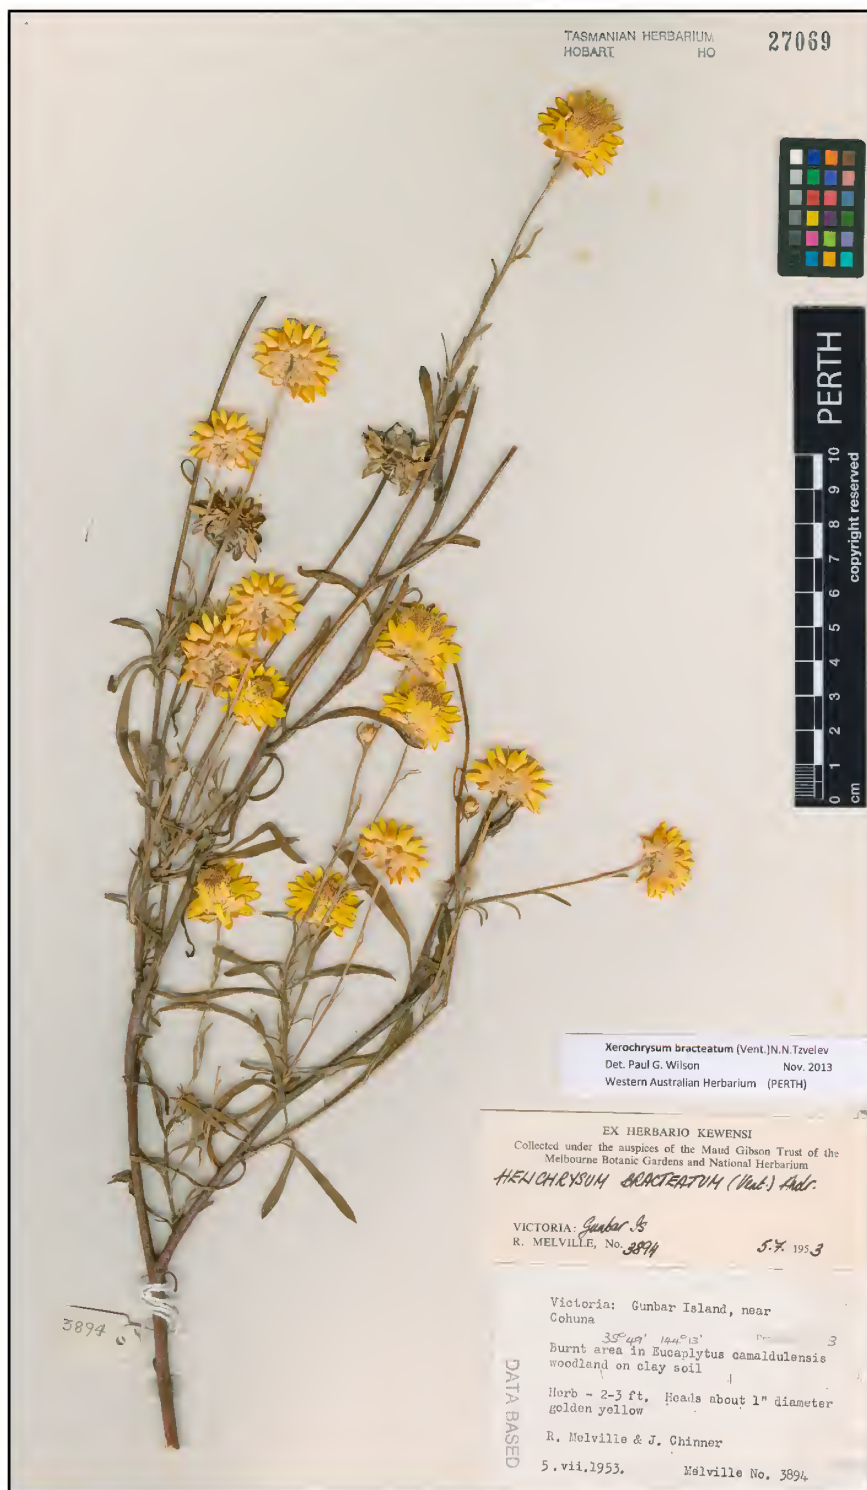 TASMANIAN HERBARIUM
HOBART HO
27069
PERTH
copyright reserved
0 1 2 3 4 5 6 7 8 9 10
cm
Xerochrysum bracteatum (Vent.)N.N.Tzvelev
Det. Paul G. Wilson Nov. 2013
Western Australian Herbarium (PERTH)
EX HERBARIO KEWENSI
Collected under the auspices of the Maud Gibson Trust of the
Melbourne Botanic Gardens and National Herbarium
HELICHRYSUM BRACTEATUM (Vent.) Andr.
VICTORIA: Gunbar Is
R. MELVILLE, No. 3894 5.7. 1953
3894
Victoria: Gunbar Island, near
Cohuna
35°49' 144°13' 3
Burnt area in Eucaplytus camaldulensis
woodland on clay soil
Herb - 2-3 ft. Heads about 1" diameter
golden yellow
R. Melville & J. Chinner
5.vii.1953. Melville No. 3894
DATA BASED